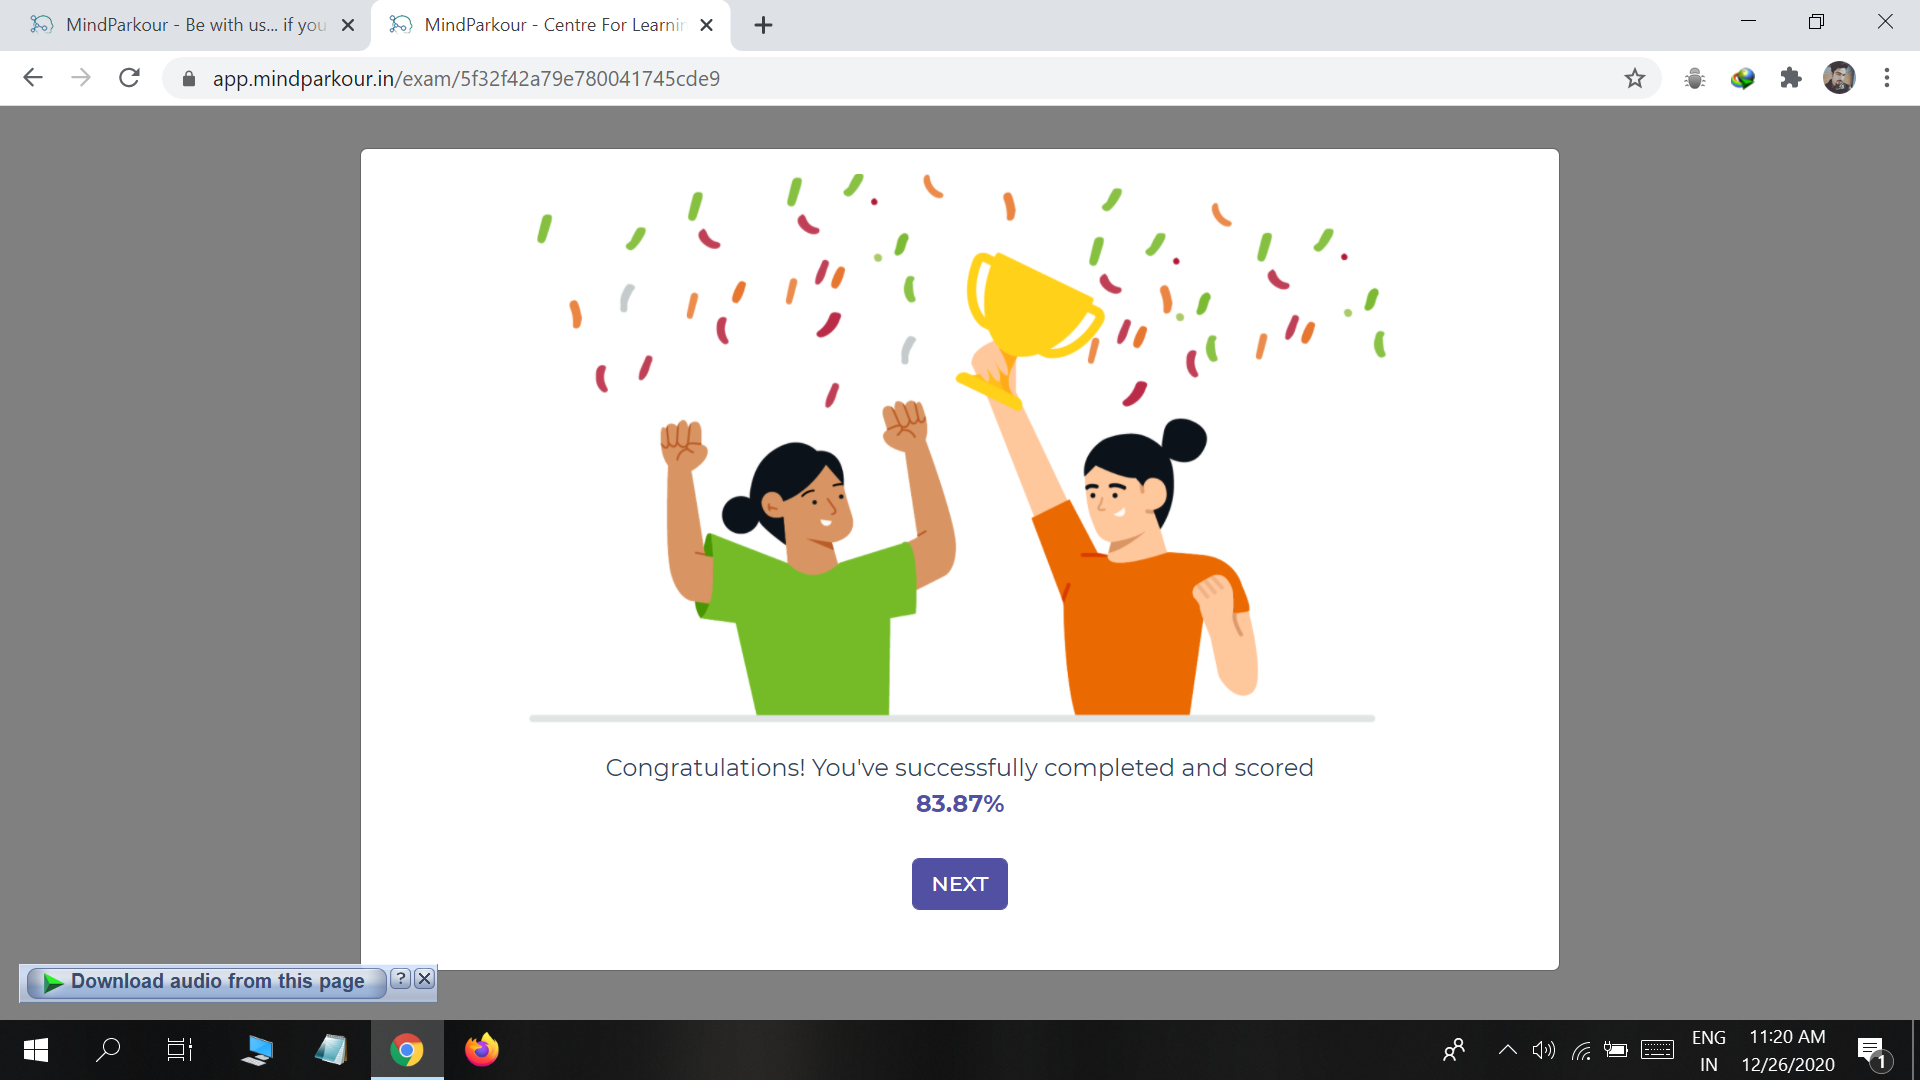 MindParkour - Be with us... if you
MindParkour - Centre For Learnin
app.mindparkour.in/exam/5f32f42a79e780041745cde9
Congratulations! You've successfully completed and scored
83.87%
NEXT
Download audio from this page
?
ENG
IN
11:20 AM
12/26/2020
1